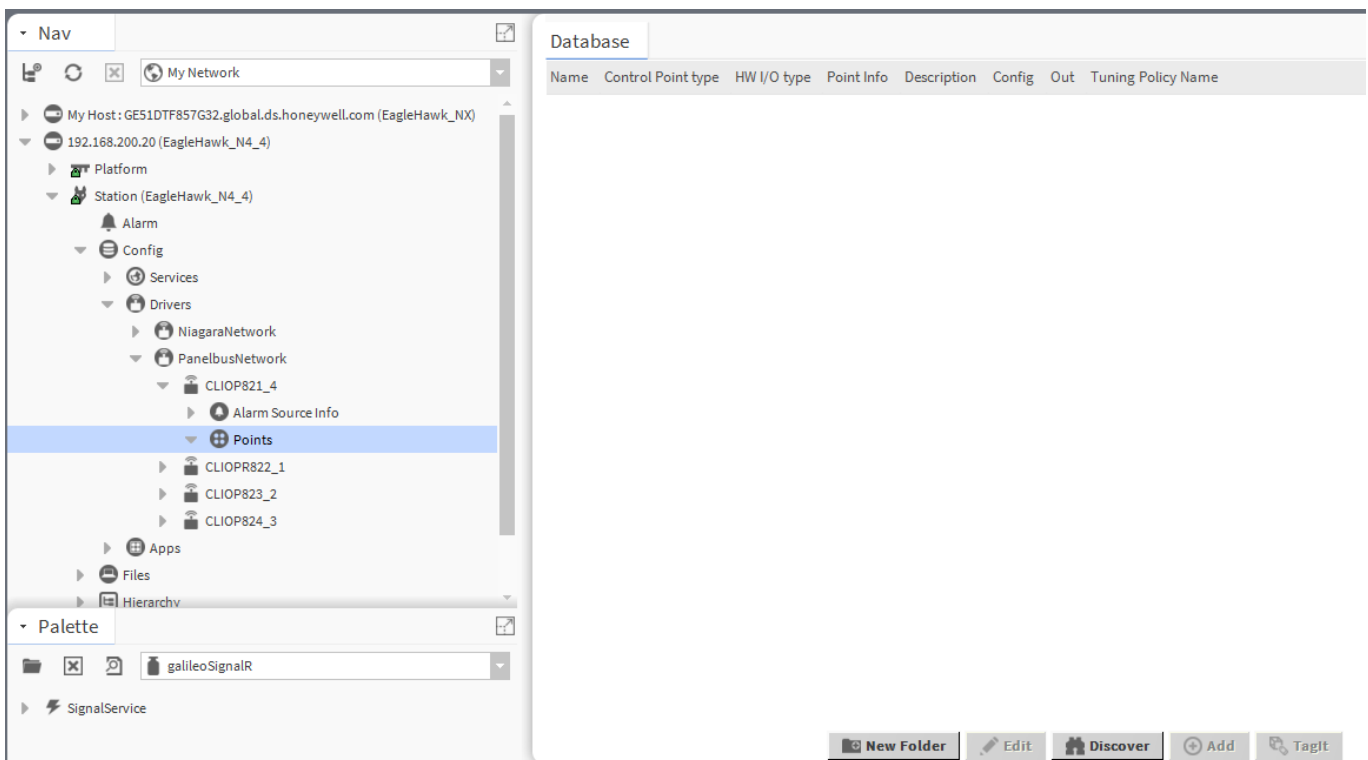 Nav
My Network
My Host : GE51DTF857G32.global.ds.honeywell.com (EagleHawk_NX)
192.168.200.20 (EagleHawk_N4_4)
Platform
Station (EagleHawk_N4_4)
Alarm
Config
Services
Drivers
NiagaraNetwork
PanelbusNetwork
CLIOP821_4
Alarm Source Info
Points
CLIOPR822_1
CLIOP823_2
CLIOP824_3
Apps
Files
Hierarchy
Palette
galileoSignalR
SignalService
Database
Name Control Point type HW I/O type Point Info Description Config Out Tuning Policy Name
New Folder Edit Discover Add TagIt